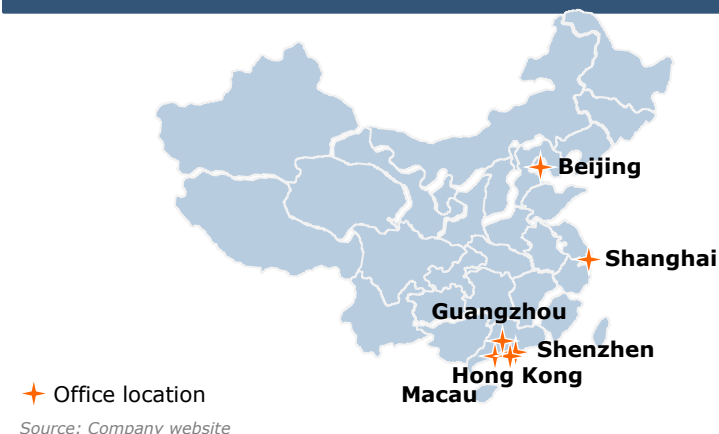 Beijing
Shanghai
Guangzhou
Shenzhen
Hong Kong
Macau
Office location
Source: Company website